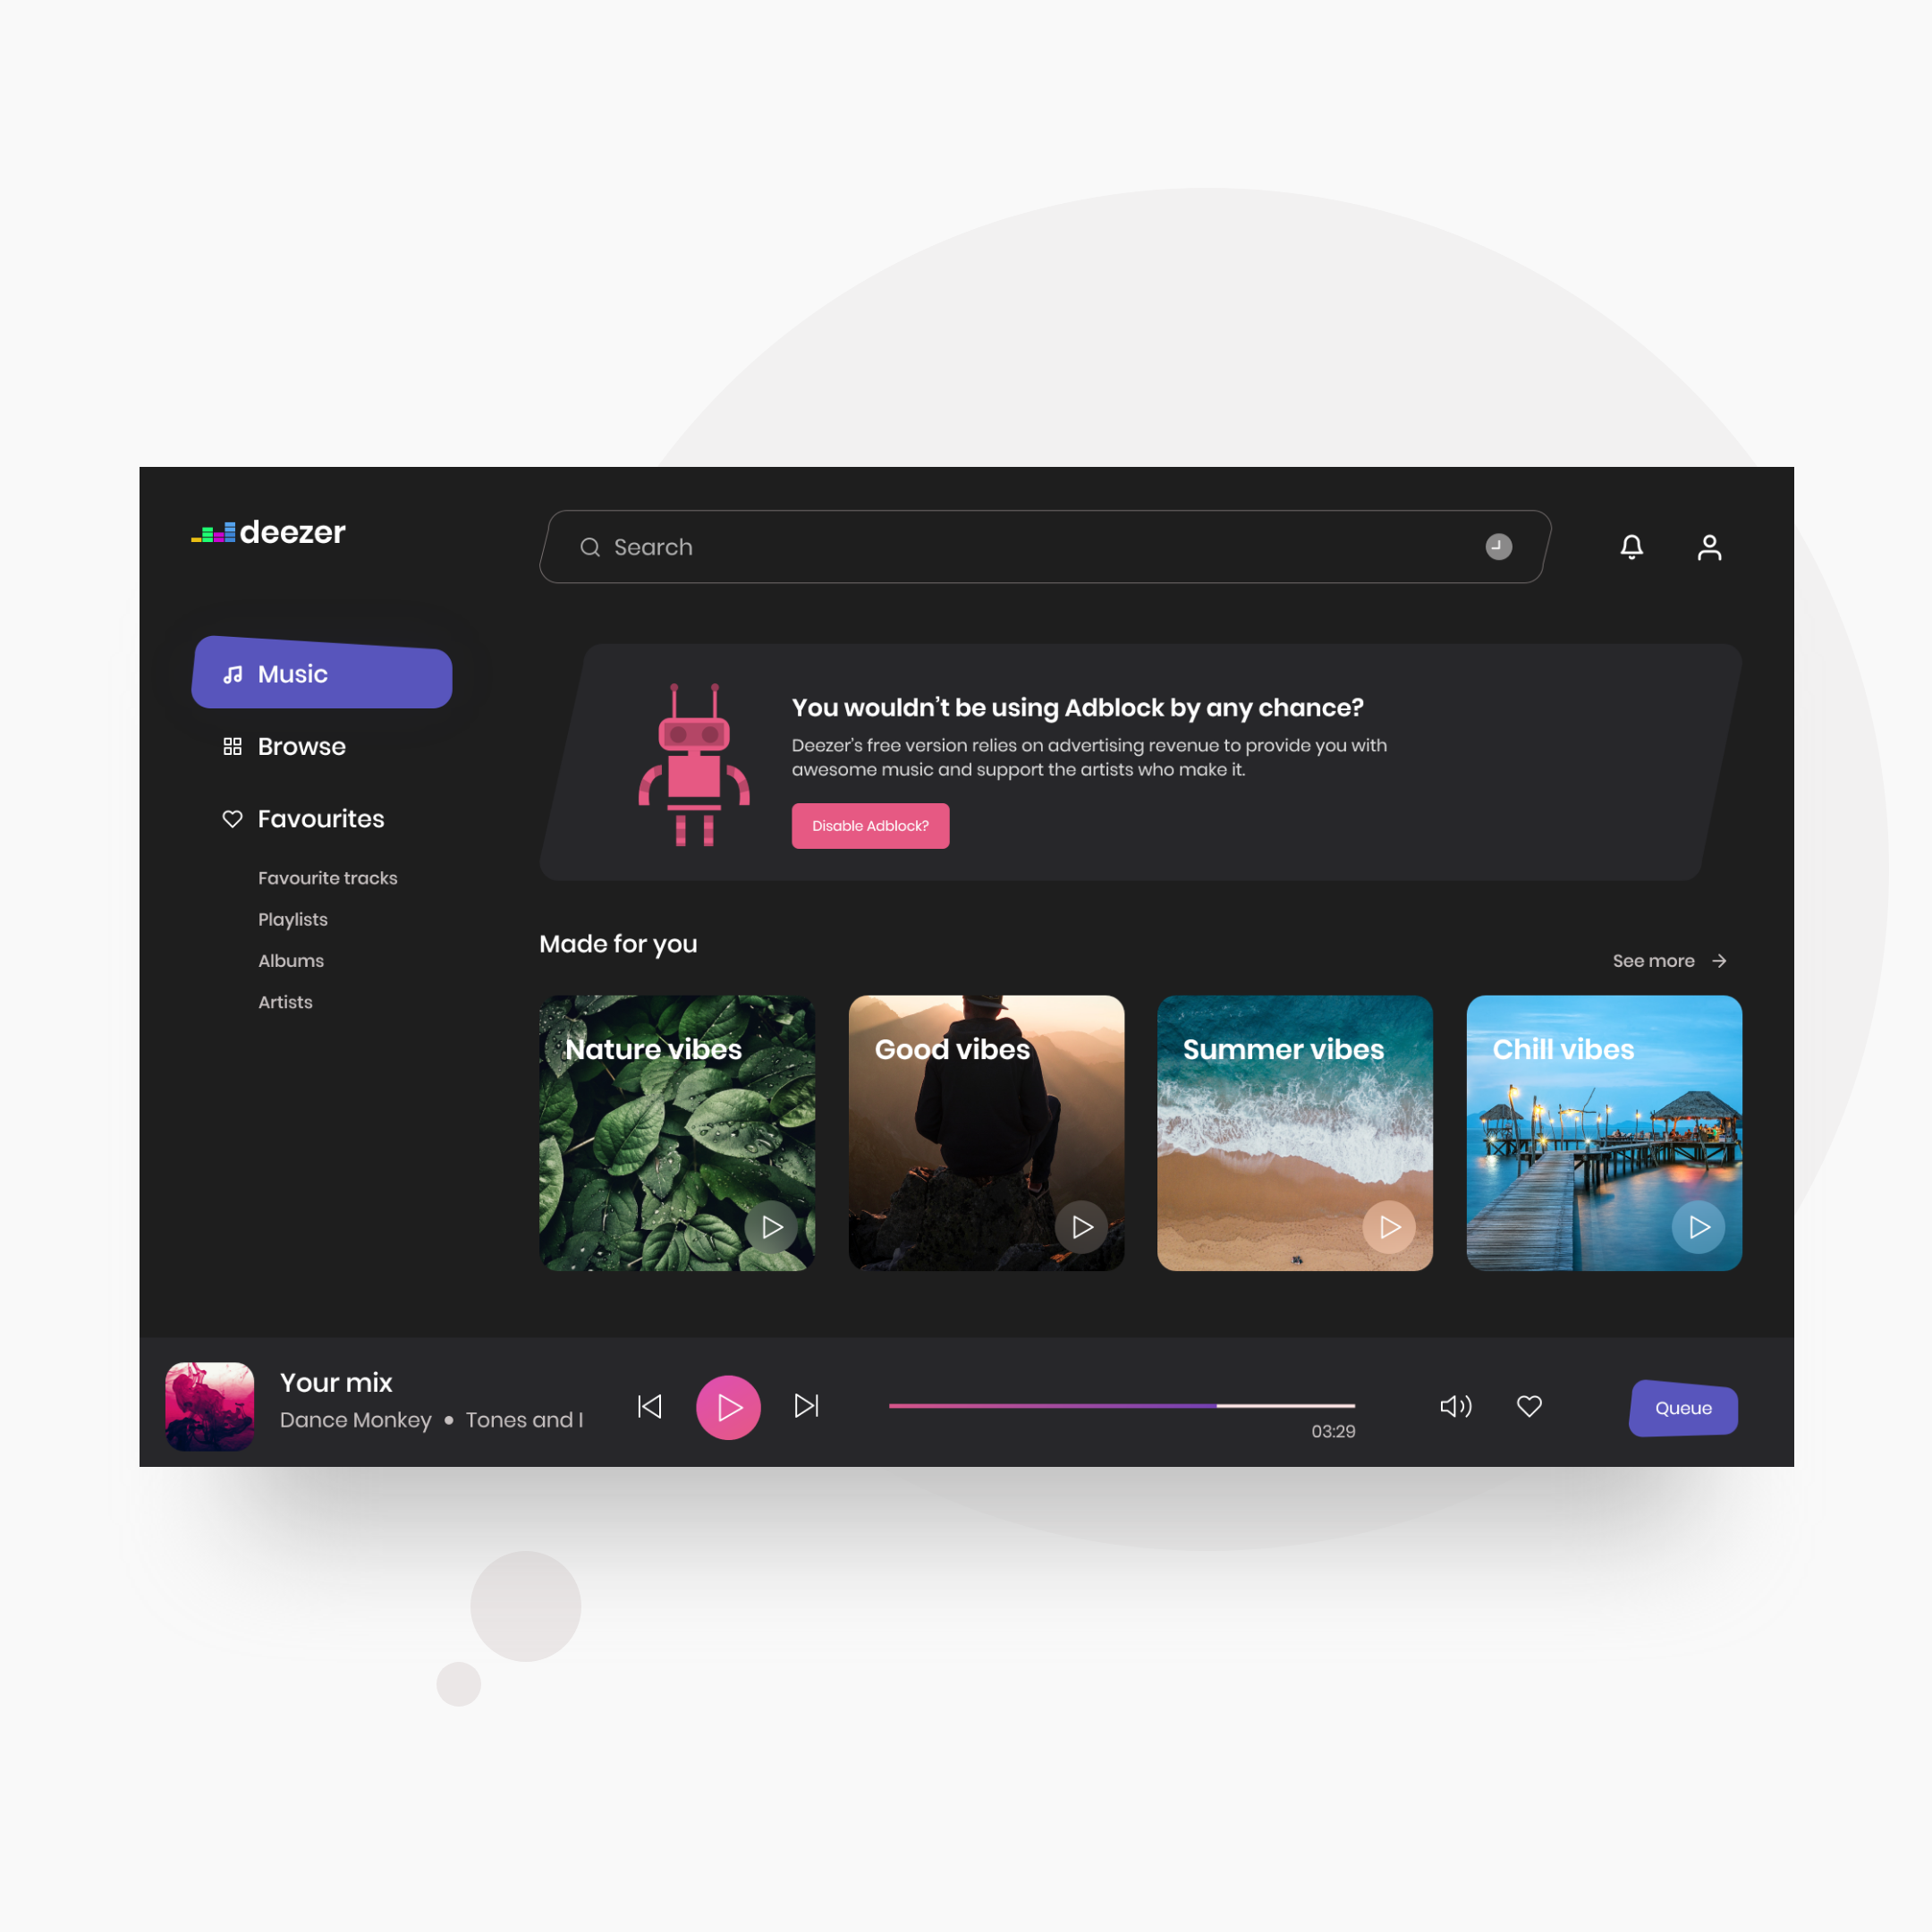 deezer
Search
Music
Browse
Favourites
Favourite tracks
Playlists
Albums
Artists
You wouldn't be using Adblock by any chance?
Deezer's free version relies on advertising revenue to provide you with
awesome music and support the artists who make it.
Disable Adblock?
Made for you
See more
Nature vibes
Good vibes
Summer vibes
Chill vibes
Your mix
Dance Monkey • Tones and I
03:29
Queue